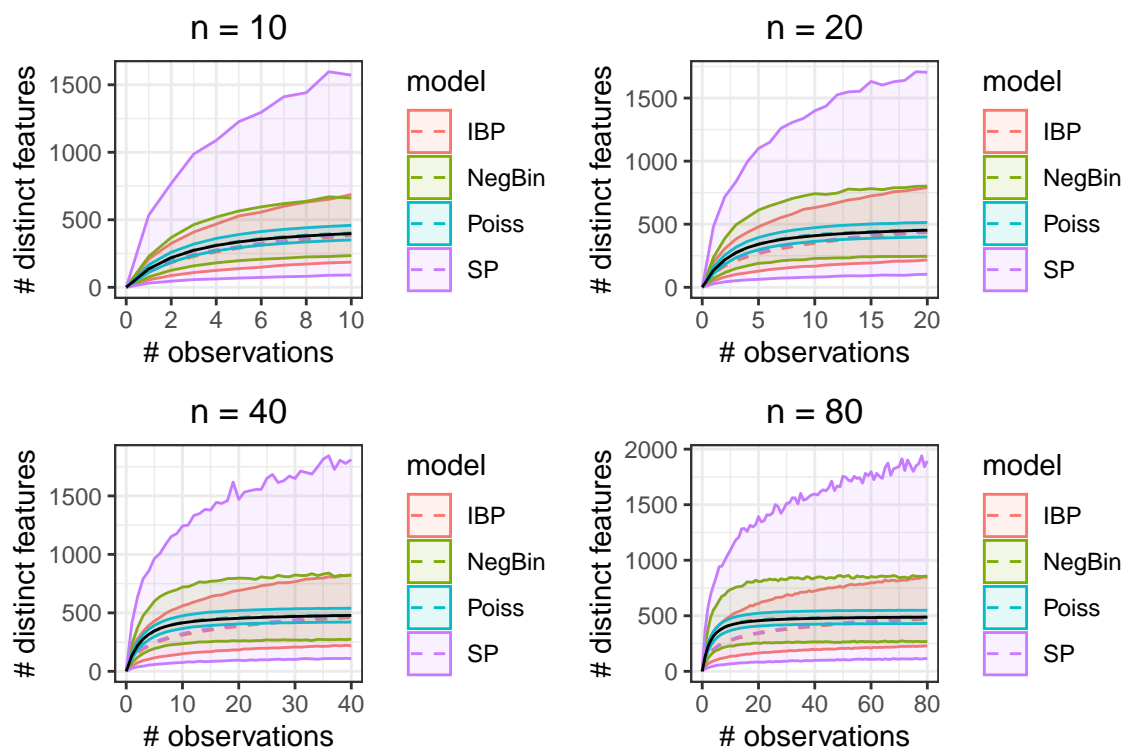 n = 10
# distinct features
1500
1000
500
0
0 2 4 6 8 10
# observations
model
IBP
NegBin
Poiss
SP
n = 20
# distinct features
1500
1000
500
0
0 5 10 15 20
# observations
model
IBP
NegBin
Poiss
SP
n = 40
# distinct features
1500
1000
500
0
0 10 20 30 40
# observations
model
IBP
NegBin
Poiss
SP
n = 80
# distinct features
2000
1500
1000
500
0
0 20 40 60 80
# observations
model
IBP
NegBin
Poiss
SP